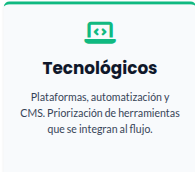 Tecnológicos
Plataformas, automatización y
CMS. Priorización de herramientas
que se integran al flujo.